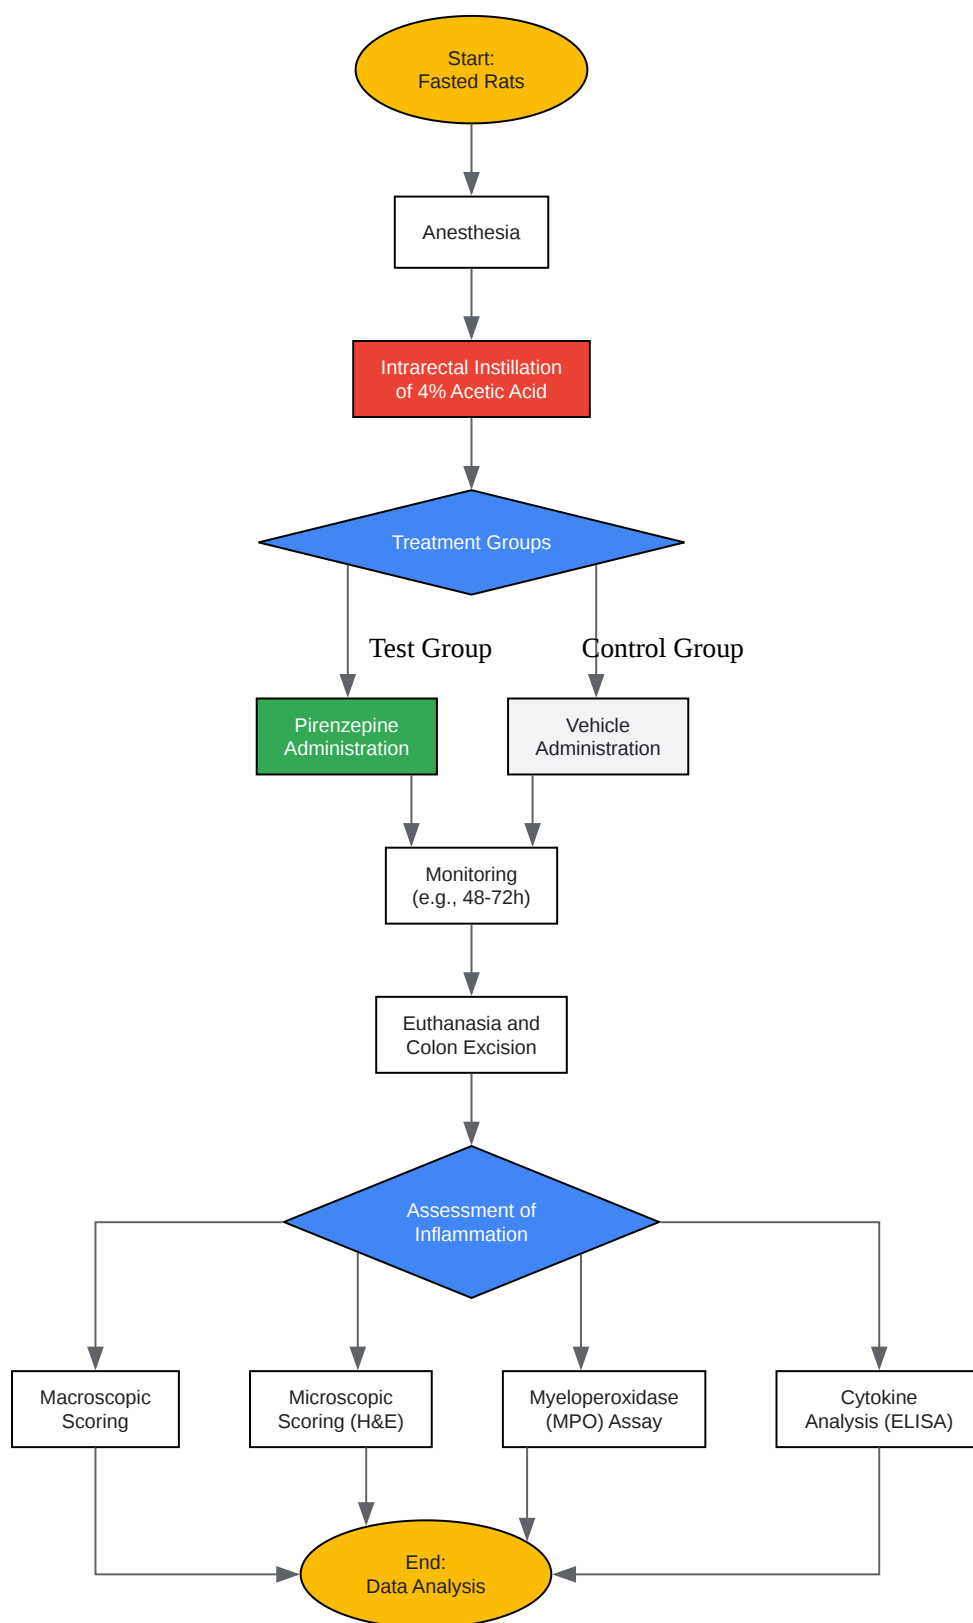 Start:
Fasted Rats
Anesthesia
Intrarectal Instillation
of 4% Acetic Acid
Treatment Groups
Test Group
Control Group
Pirenzepine
Administration
Vehicle
Administration
Monitoring
(e.g., 48-72h)
Euthanasia and
Colon Excision
Assessment of
Inflammation
Macroscopic
Scoring
Microscopic
Scoring (H&E)
Myeloperoxidase
(MPO) Assay
Cytokine
Analysis (ELISA)
End:
Data Analysis